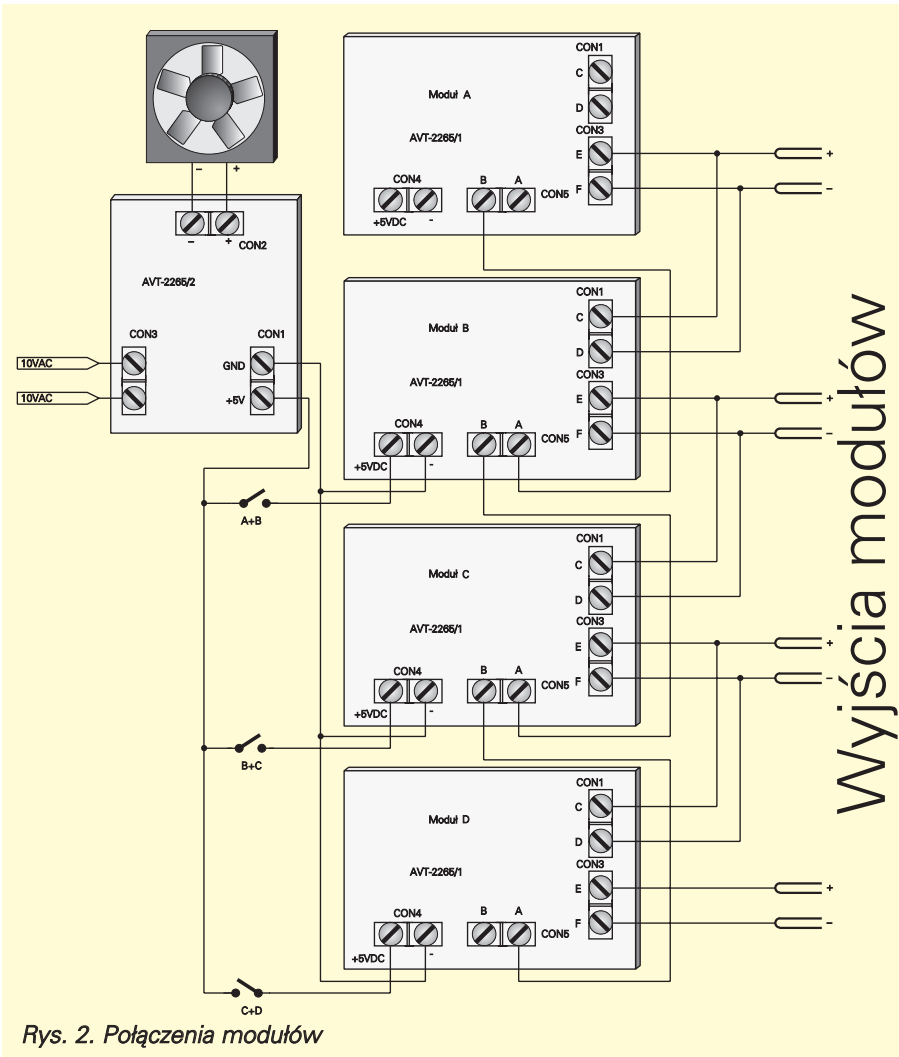 CON1
C
Moduł A
D
AVT-2265/1
CON3
E
+
F
–
CON4
B
A
CON5
+5VDC
-
–
+
–
+
CON2
AVT-2265/2
CON3
CON1
10VAC
GND
10VAC
+5V
CON1
C
Moduł B
D
AVT-2265/1
CON3
E
+
F
–
CON4
B
A
CON5
+5VDC
-
A+B
CON1
C
Moduł C
D
AVT-2265/1
CON3
E
+
F
–
CON4
B
A
CON5
+5VDC
-
B+C
CON1
C
Moduł D
D
AVT-2265/1
CON3
E
+
F
–
CON4
B
A
CON5
+5VDC
-
C+D
Wyjścia modułów
Rys. 2. Połączenia modułów